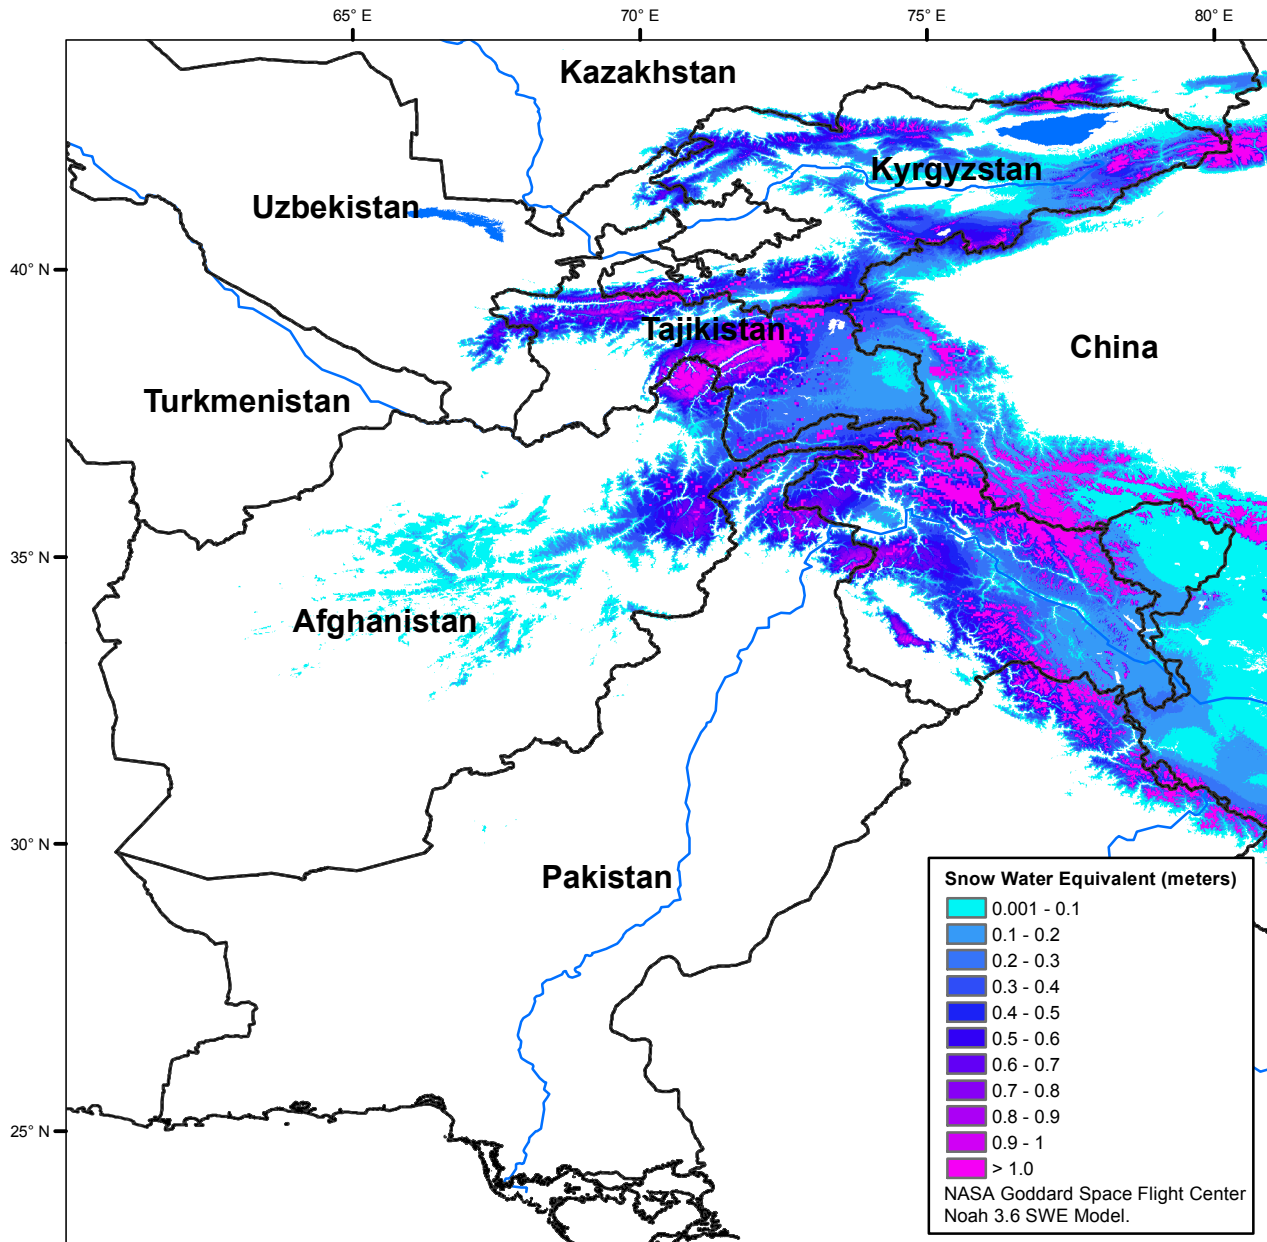 65° E
70° E
75° E
80° E
Kazakhstan
Kyrgyzstan
Uzbekistan
40° N
Tajikistan
China
Turkmenistan
35° N
Afghanistan
30° N
Pakistan
25° N
Snow Water Equivalent (meters)
0.001 - 0.1
0.1 - 0.2
0.2 - 0.3
0.3 - 0.4
0.4 - 0.5
0.5 - 0.6
0.6 - 0.7
0.7 - 0.8
0.8 - 0.9
0.9 - 1
> 1.0
NASA Goddard Space Flight Center
Noah 3.6 SWE Model.